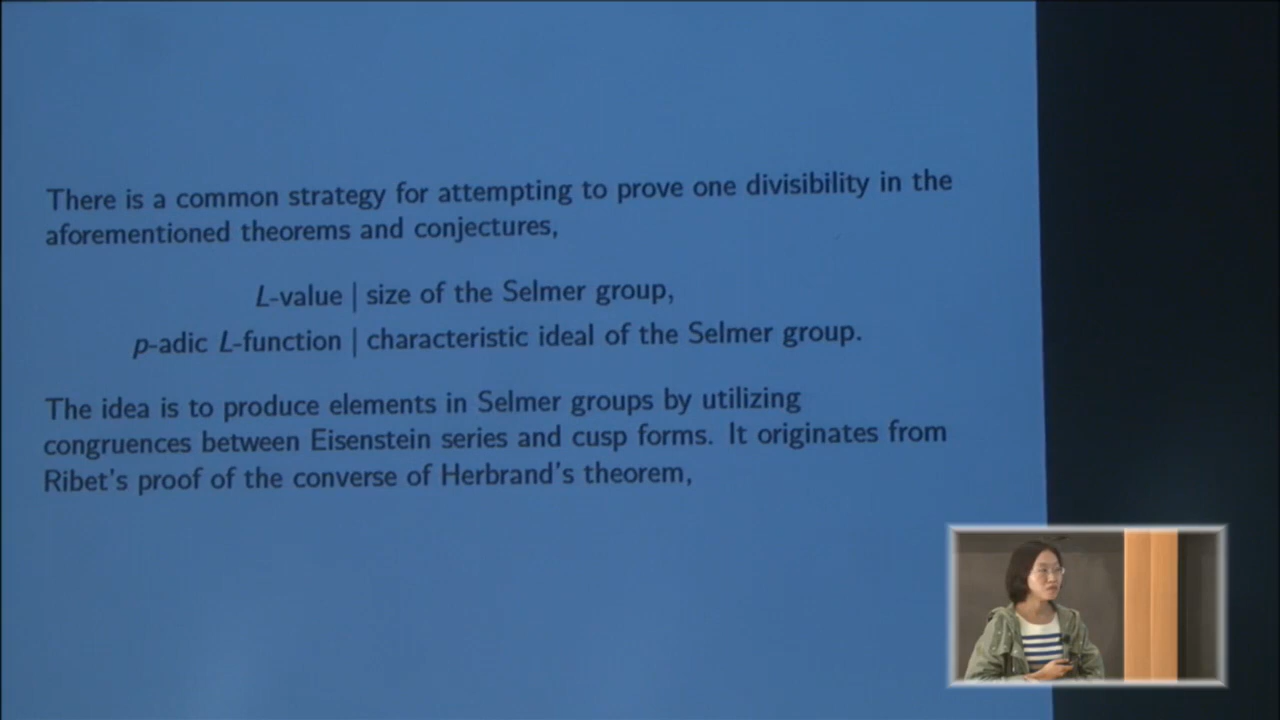 There is a common strategy for attempting to prove one divisibility in the
aforementioned theorems and conjectures,
L-value | size of the Selmer group,
p-adic L-function | characteristic ideal of the Selmer group.
The idea is to produce elements in Selmer groups by utilizing
congruences between Eisenstein series and cusp forms. It originates from
Ribet's proof of the converse of Herbrand's theorem,